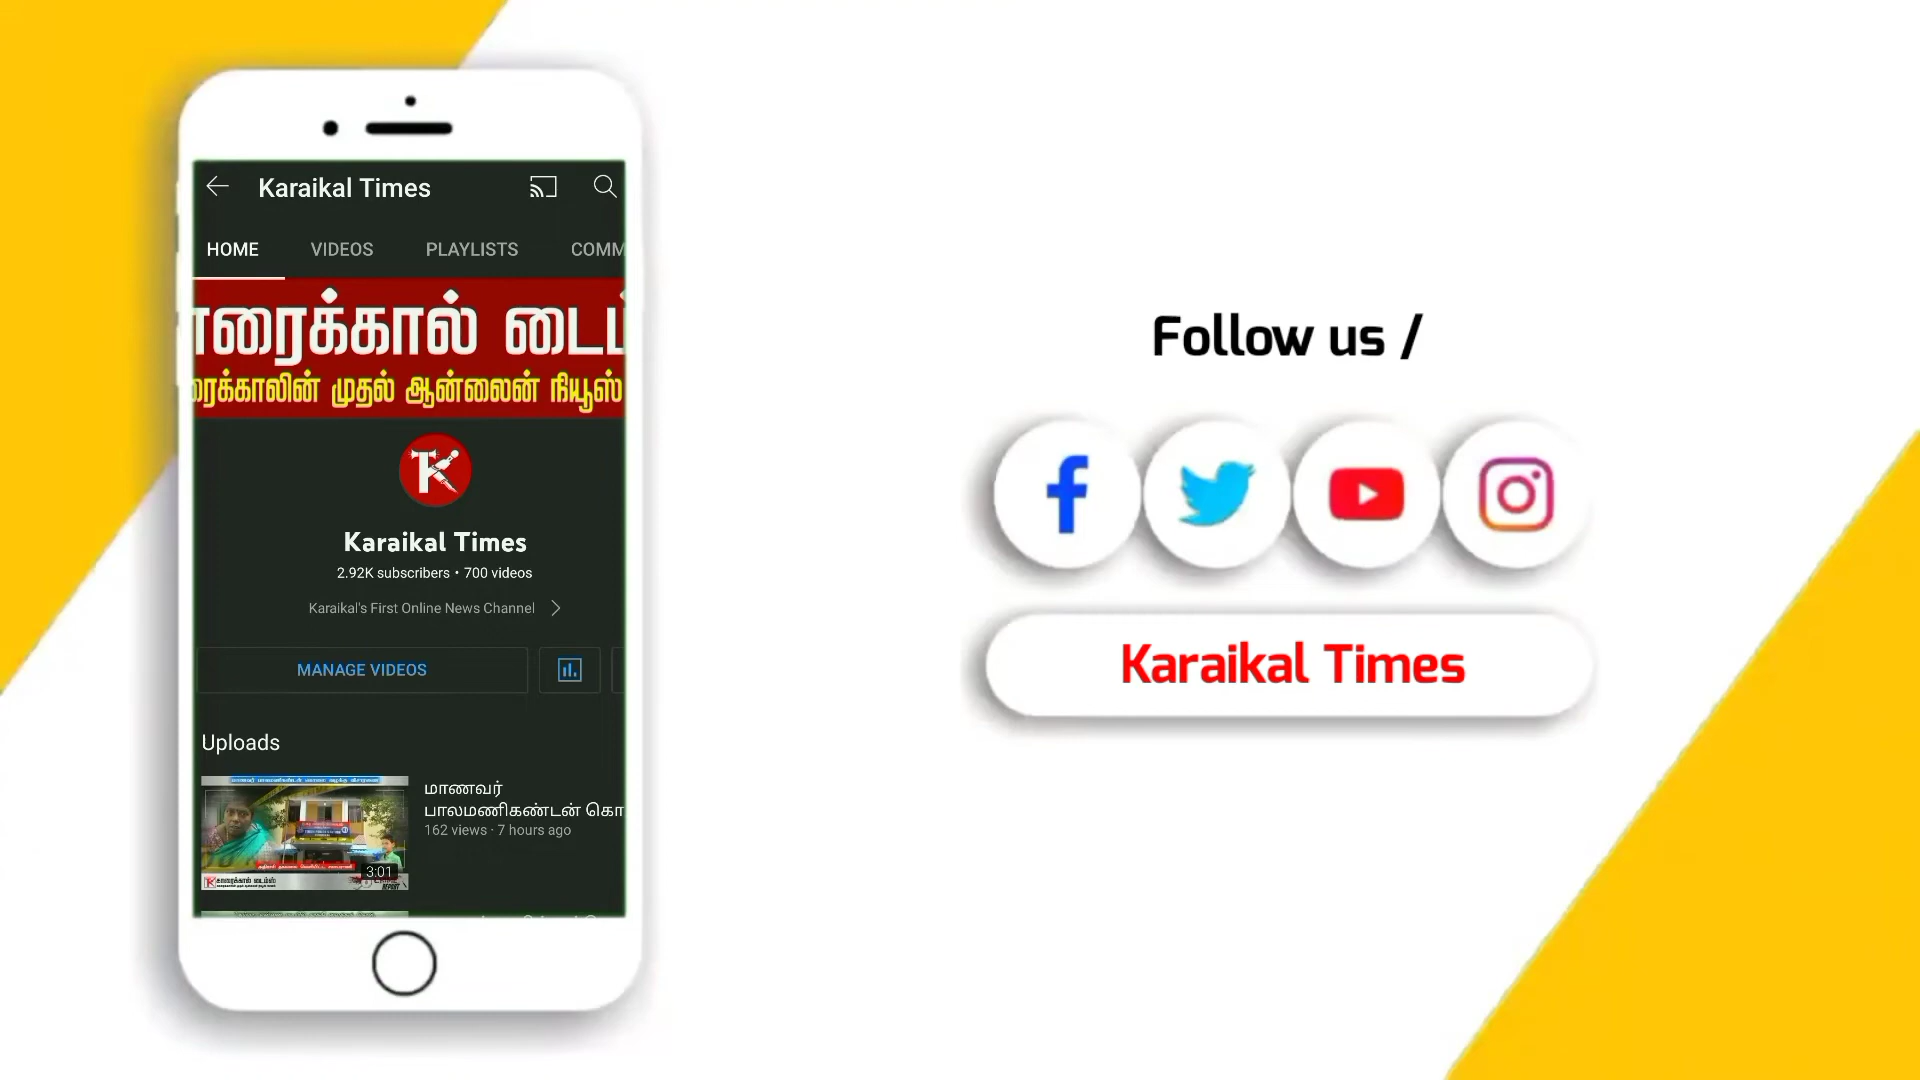 Karaikal Times
HOME VIDEOS PLAYLISTS COMM
ாரைக்கால் டைம்
ரைக்காலின் முதல் ஆன்லைன் நியூஸ்
Karaikal Times
2.92K subscribers • 700 videos
Karaikal's First Online News Channel
MANAGE VIDEOS
Uploads
மாணவர்
பாலமணிகண்டன் கொ
162 views · 7 hours ago
3:01
காரைக்கால் டைம்ஸ்
Follow us /
Karaikal Times